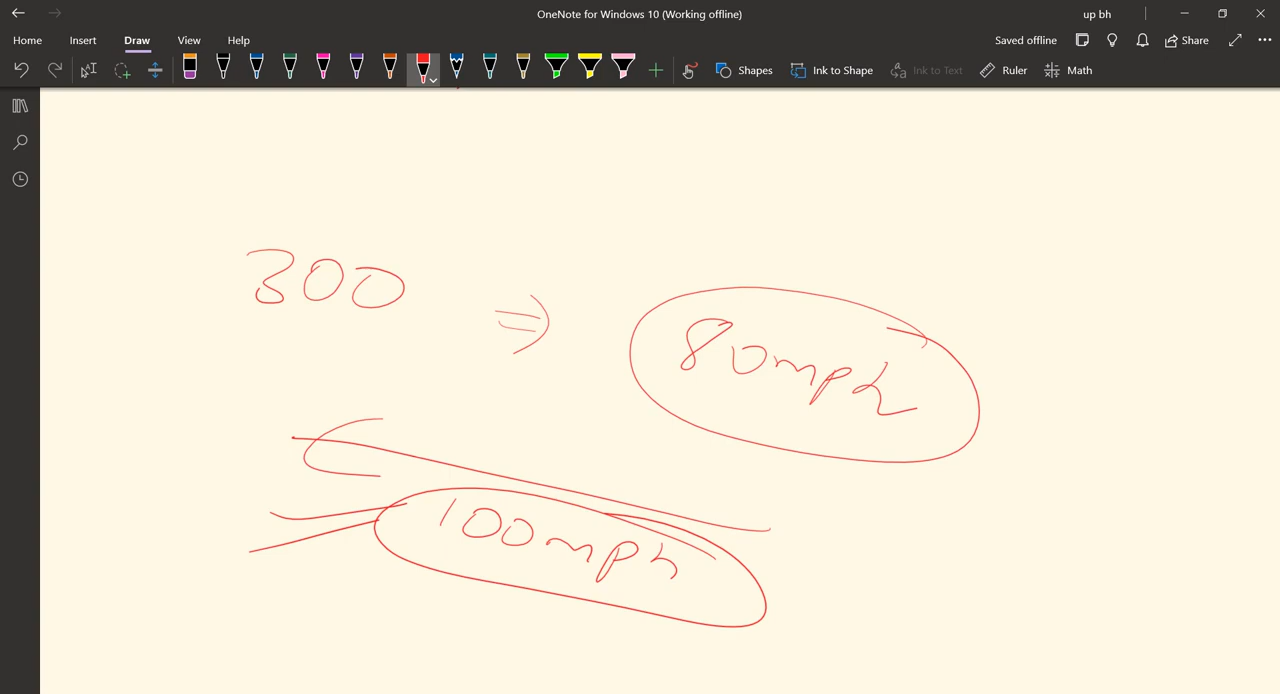 OneNote for Windows 10 (Working offline)
up bh
Home Insert Draw View Help
Saved offline
Share
Shapes
Ink to Shape
Ink to Text
Ruler
Math
300 ⇒ 80mph
100mph